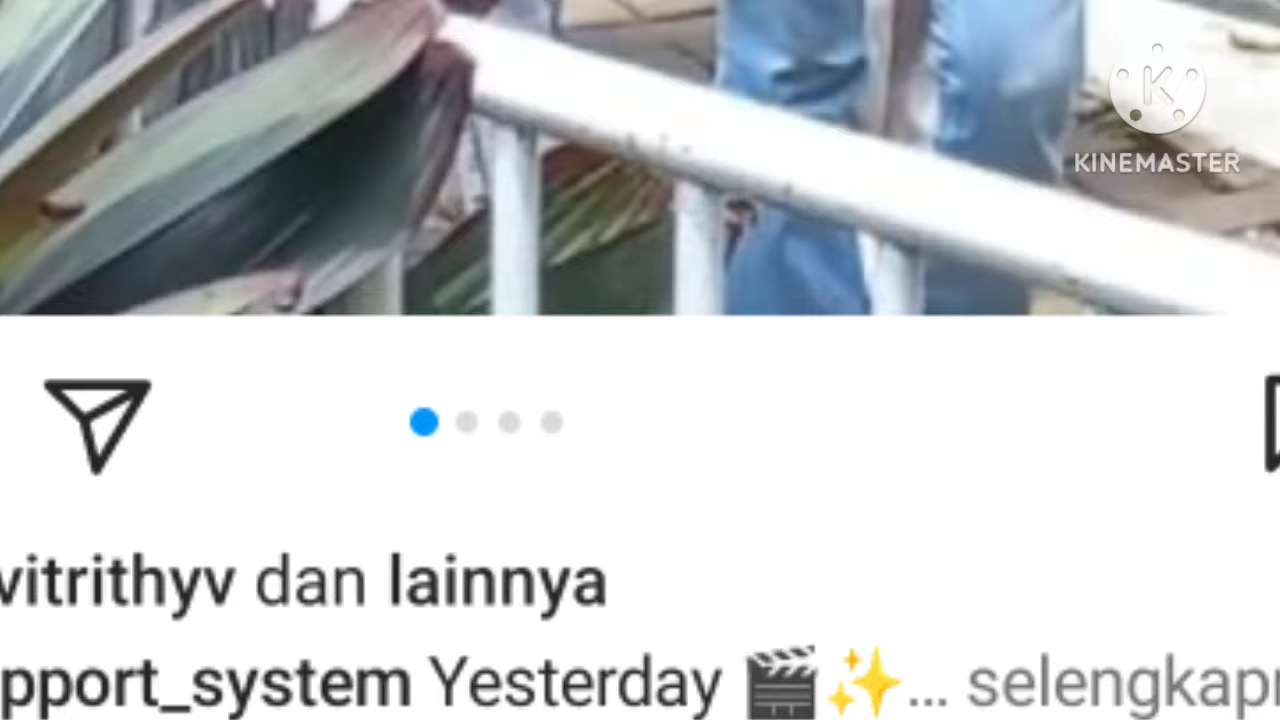 KINEMASTER
vitrithyv dan lainnya
pport_system Yesterday 🎬✨... selengkap